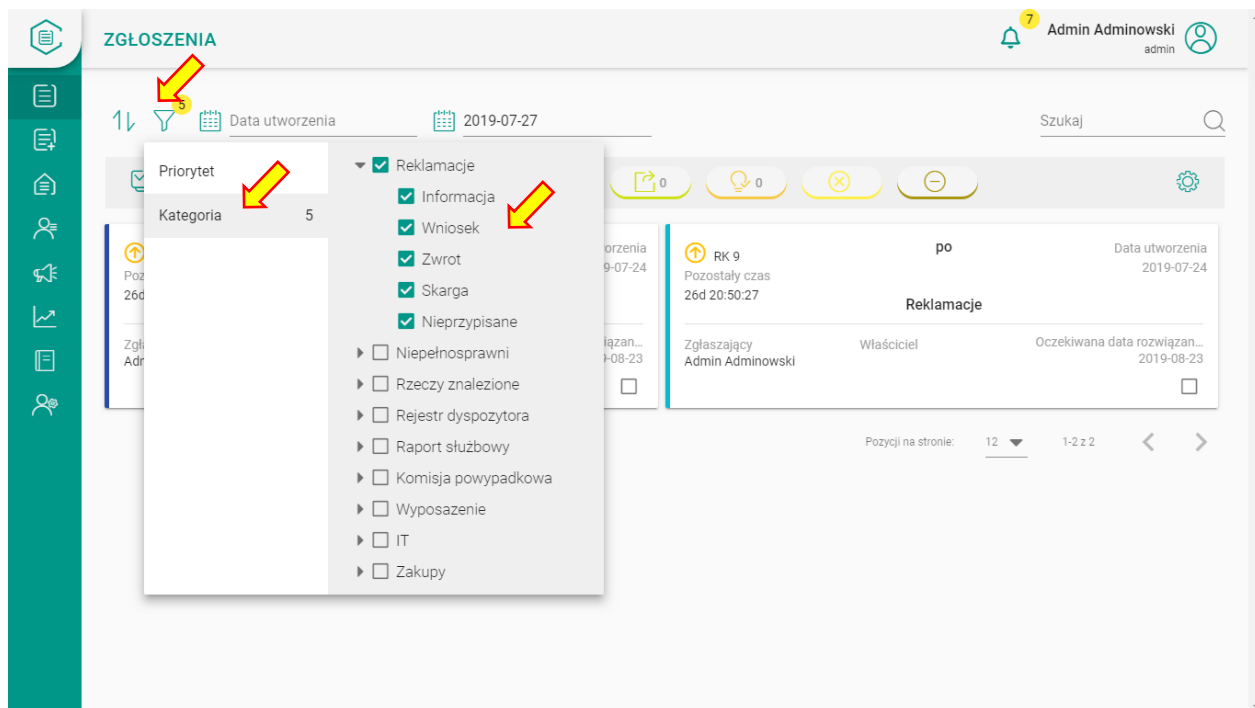 ZGŁOSZENIA
7
Admin Adminowski
admin
5
Data utworzenia
2019-07-27
Szukaj
Priorytet
Kategoria 5
Reklamacje
Informacja
Wniosek
Zwrot
Skarga
Nieprzypisane
Niepełnosprawni
Rzeczy znalezione
Rejestr dyspozytora
Raport służbowy
Komisja powypadkowa
Wyposazenie
IT
Zakupy
0
0
RK 9
po
Data utworzenia
2019-07-24
Pozostały czas
26d 20:50:27
Reklamacje
Zgłaszający
Admin Adminowski
Właściciel
Oczekiwana data rozwiązan...
2019-08-23
Pozycji na stronie: 12 1-2 z 2